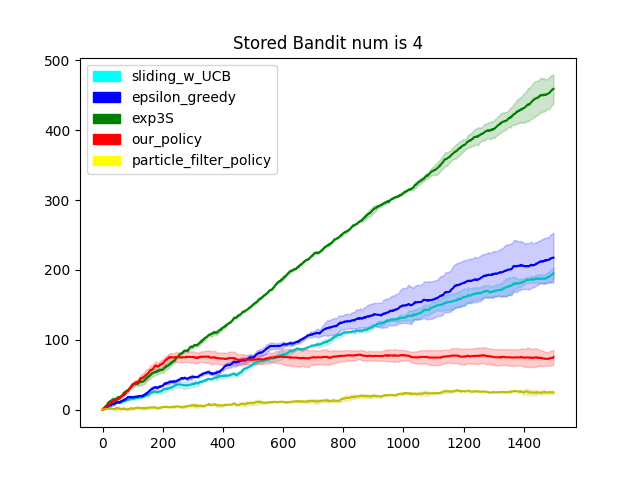 Stored Bandit num is 4
500
400
300
200
100
0
sliding_w_UCB
epsilon_greedy
exp3S
our_policy
particle_filter_policy
0 200 400 600 800 1000 1200 1400